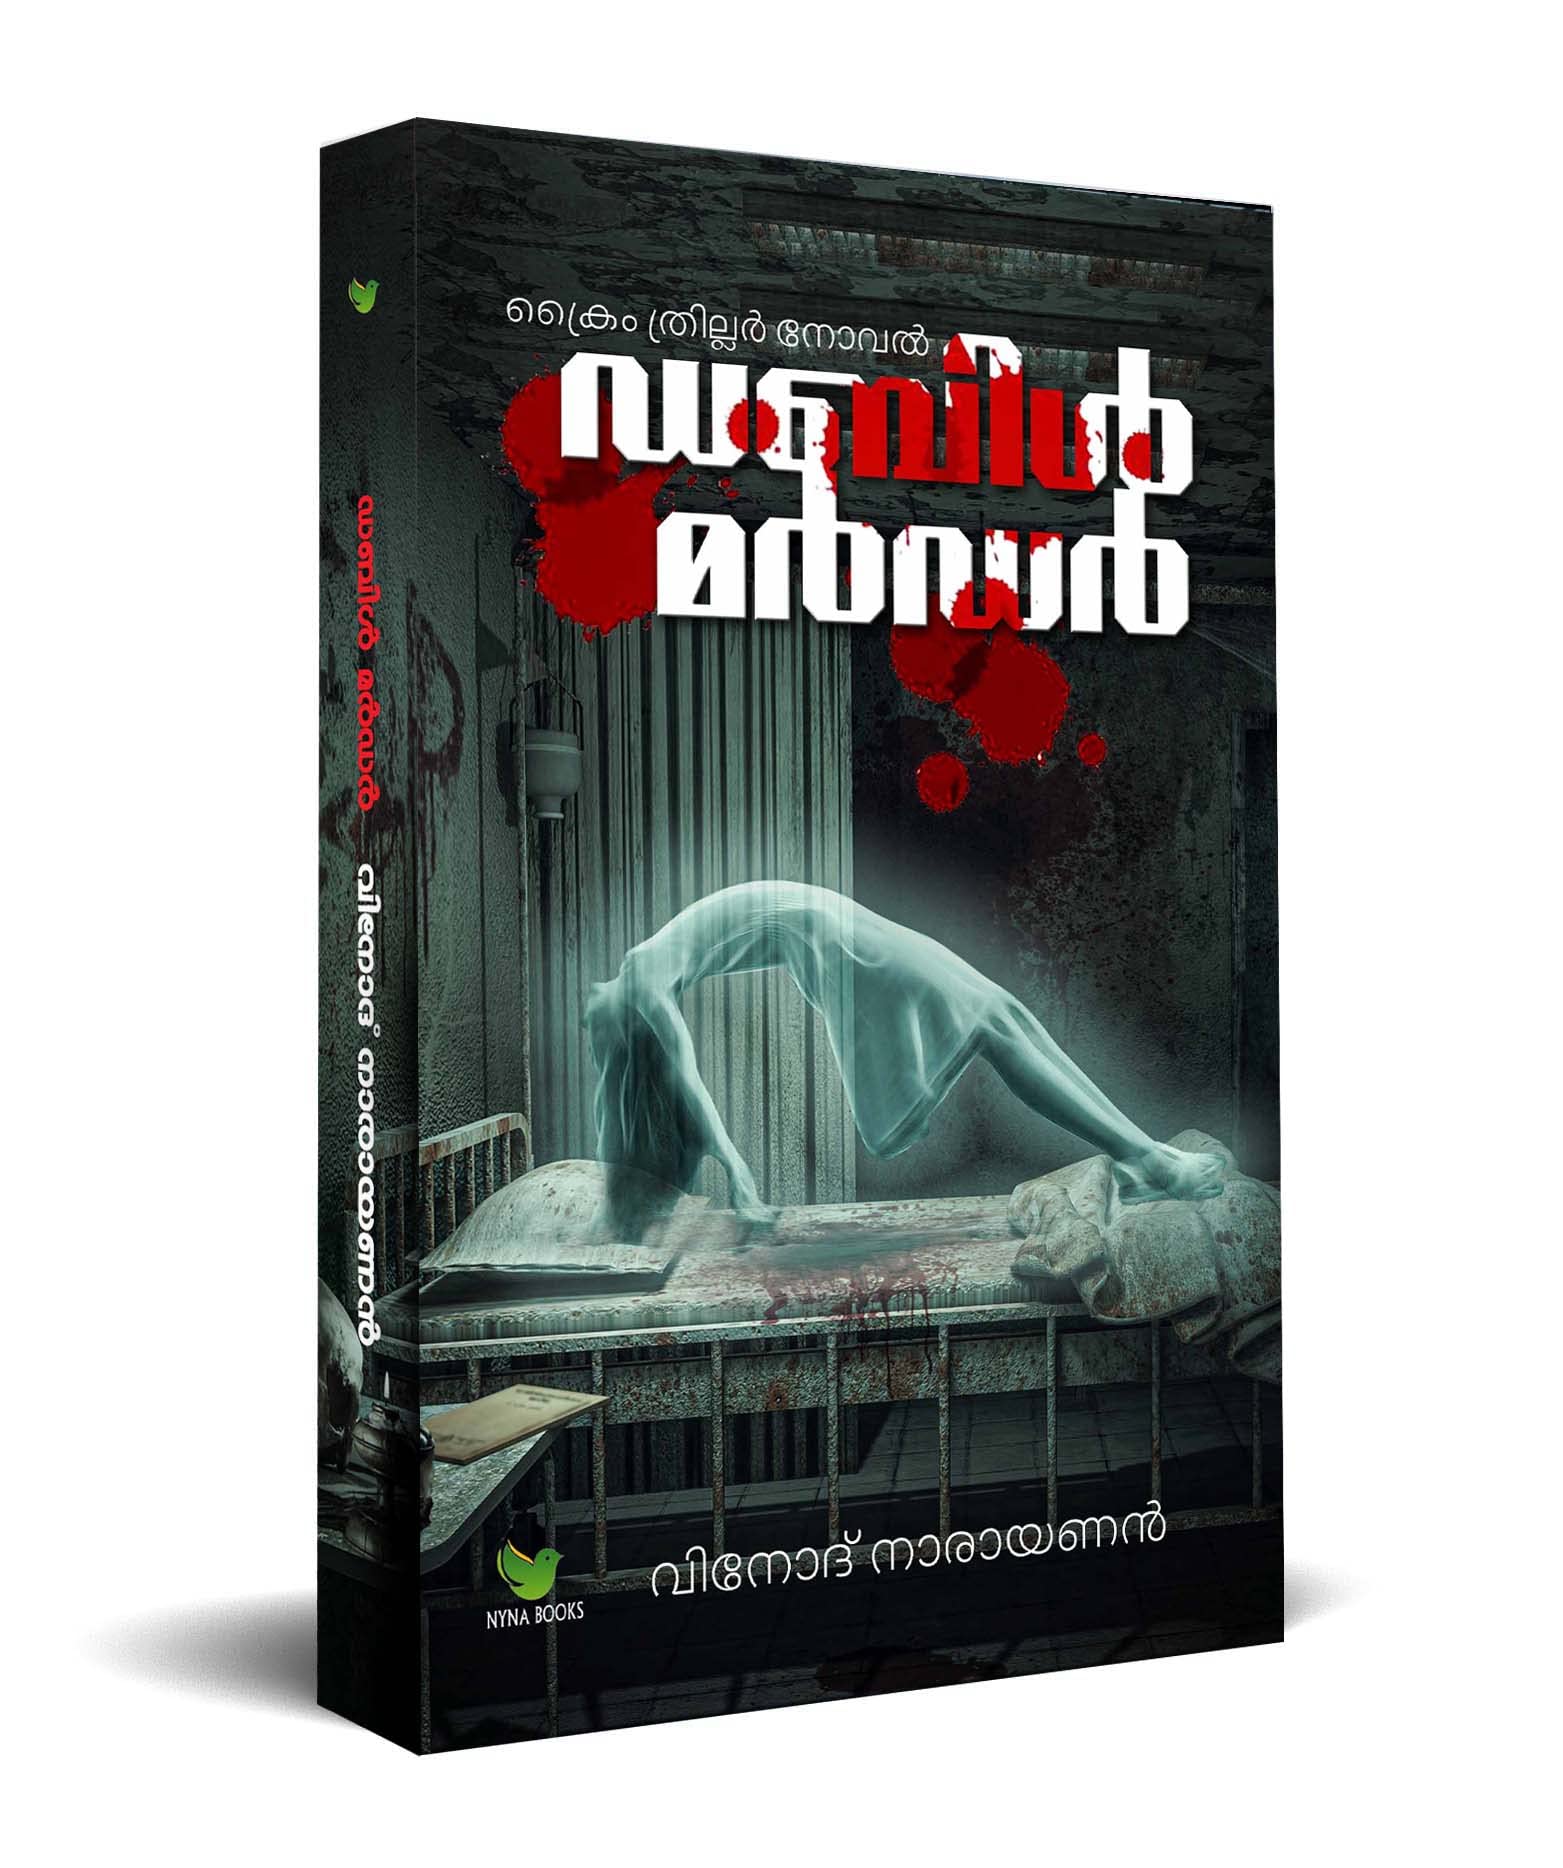 ക്രൈം ത്രില്ലർ നോവൽ
ഡബിൾ
മർഡർ
വിനോദ് നാരായണൻ
NYNA BOOKS
ഡബിൾ മർഡർ വിനോദ് നാരായണൻ